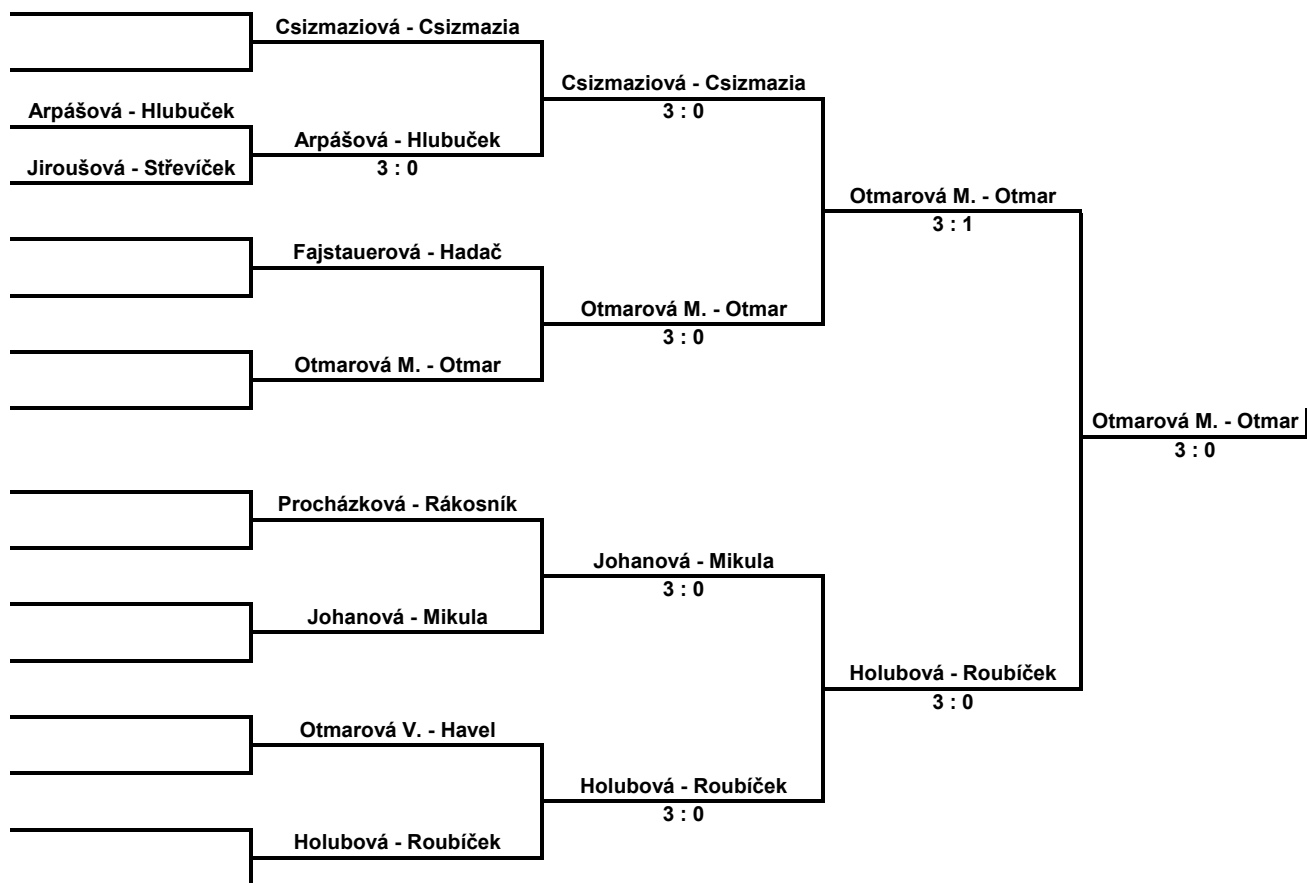 Csizmaziová - Csizmazia
Csizmaziová - Csizmazia
3 : 0
Arpášová - Hlubuček
Arpášová - Hlubuček
3 : 0
Jiroušová - Střevíček
Otmarová M. - Otmar
3 : 1
Fajstauerová - Hadač
Otmarová M. - Otmar
3 : 0
Otmarová M. - Otmar
Otmarová M. - Otmar
3 : 0
Procházková - Rákosník
Johanová - Mikula
3 : 0
Johanová - Mikula
Holubová - Roubíček
3 : 0
Otmarová V. - Havel
Holubová - Roubíček
3 : 0
Holubová - Roubíček